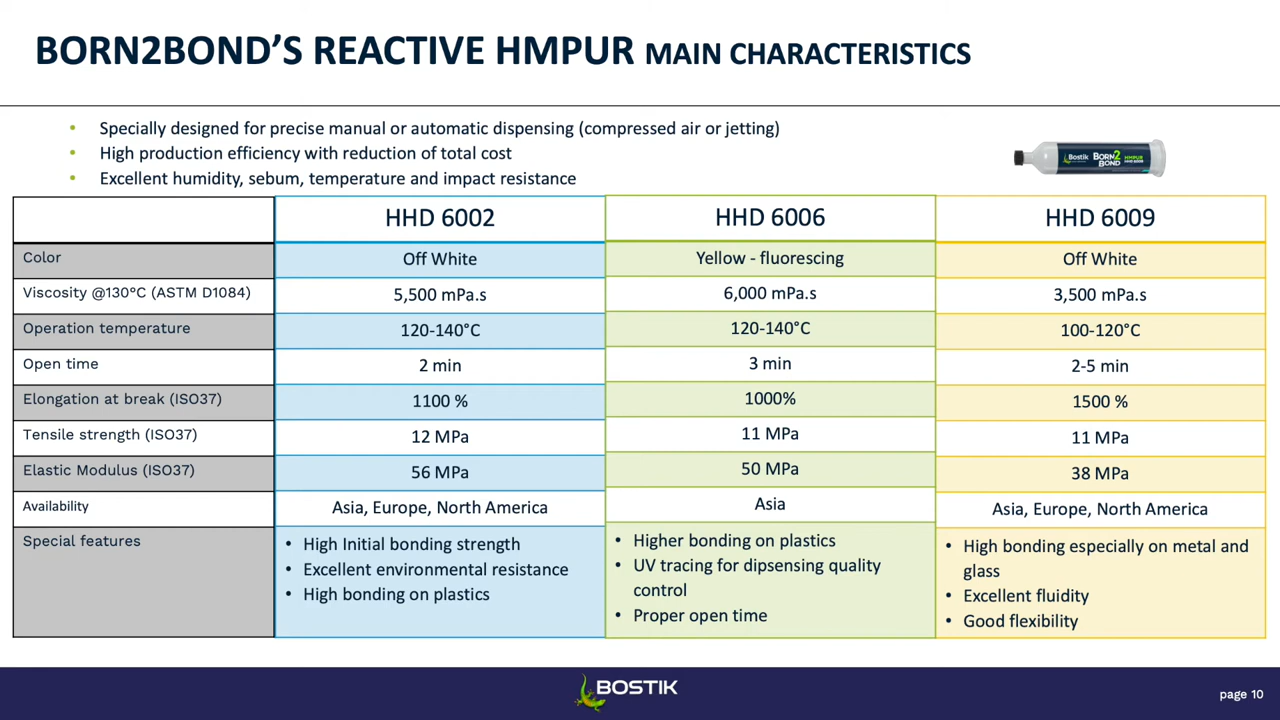 BORN2BOND'S REACTIVE HMPUR MAIN CHARACTERISTICS
• Specially designed for precise manual or automatic dispensing (compressed air or jetting)
• High production efficiency with reduction of total cost
• Excellent humidity, sebum, temperature and impact resistance
Bostik BORN2BOND HMPUR
HHD 6002 HHD 6006 HHD 6009
Color Off White Yellow - fluorescing Off White
Viscosity @130°C (ASTM D1084) 5,500 mPa.s 6,000 mPa.s 3,500 mPa.s
Operation temperature 120-140°C 120-140°C 100-120°C
Open time 2 min 3 min 2-5 min
Elongation at break (ISO37) 1100 % 1000% 1500 %
Tensile strength (ISO37) 12 MPa 11 MPa 11 MPa
Elastic Modulus (ISO37) 56 MPa 50 MPa 38 MPa
Availability Asia, Europe, North America Asia Asia, Europe, North America
Special features
• High Initial bonding strength
• Excellent environmental resistance
• High bonding on plastics
• Higher bonding on plastics
• UV tracing for dipsensing quality
control
• Proper open time
• High bonding especially on metal and
glass
• Excellent fluidity
• Good flexibility
BOSTIK
page 10